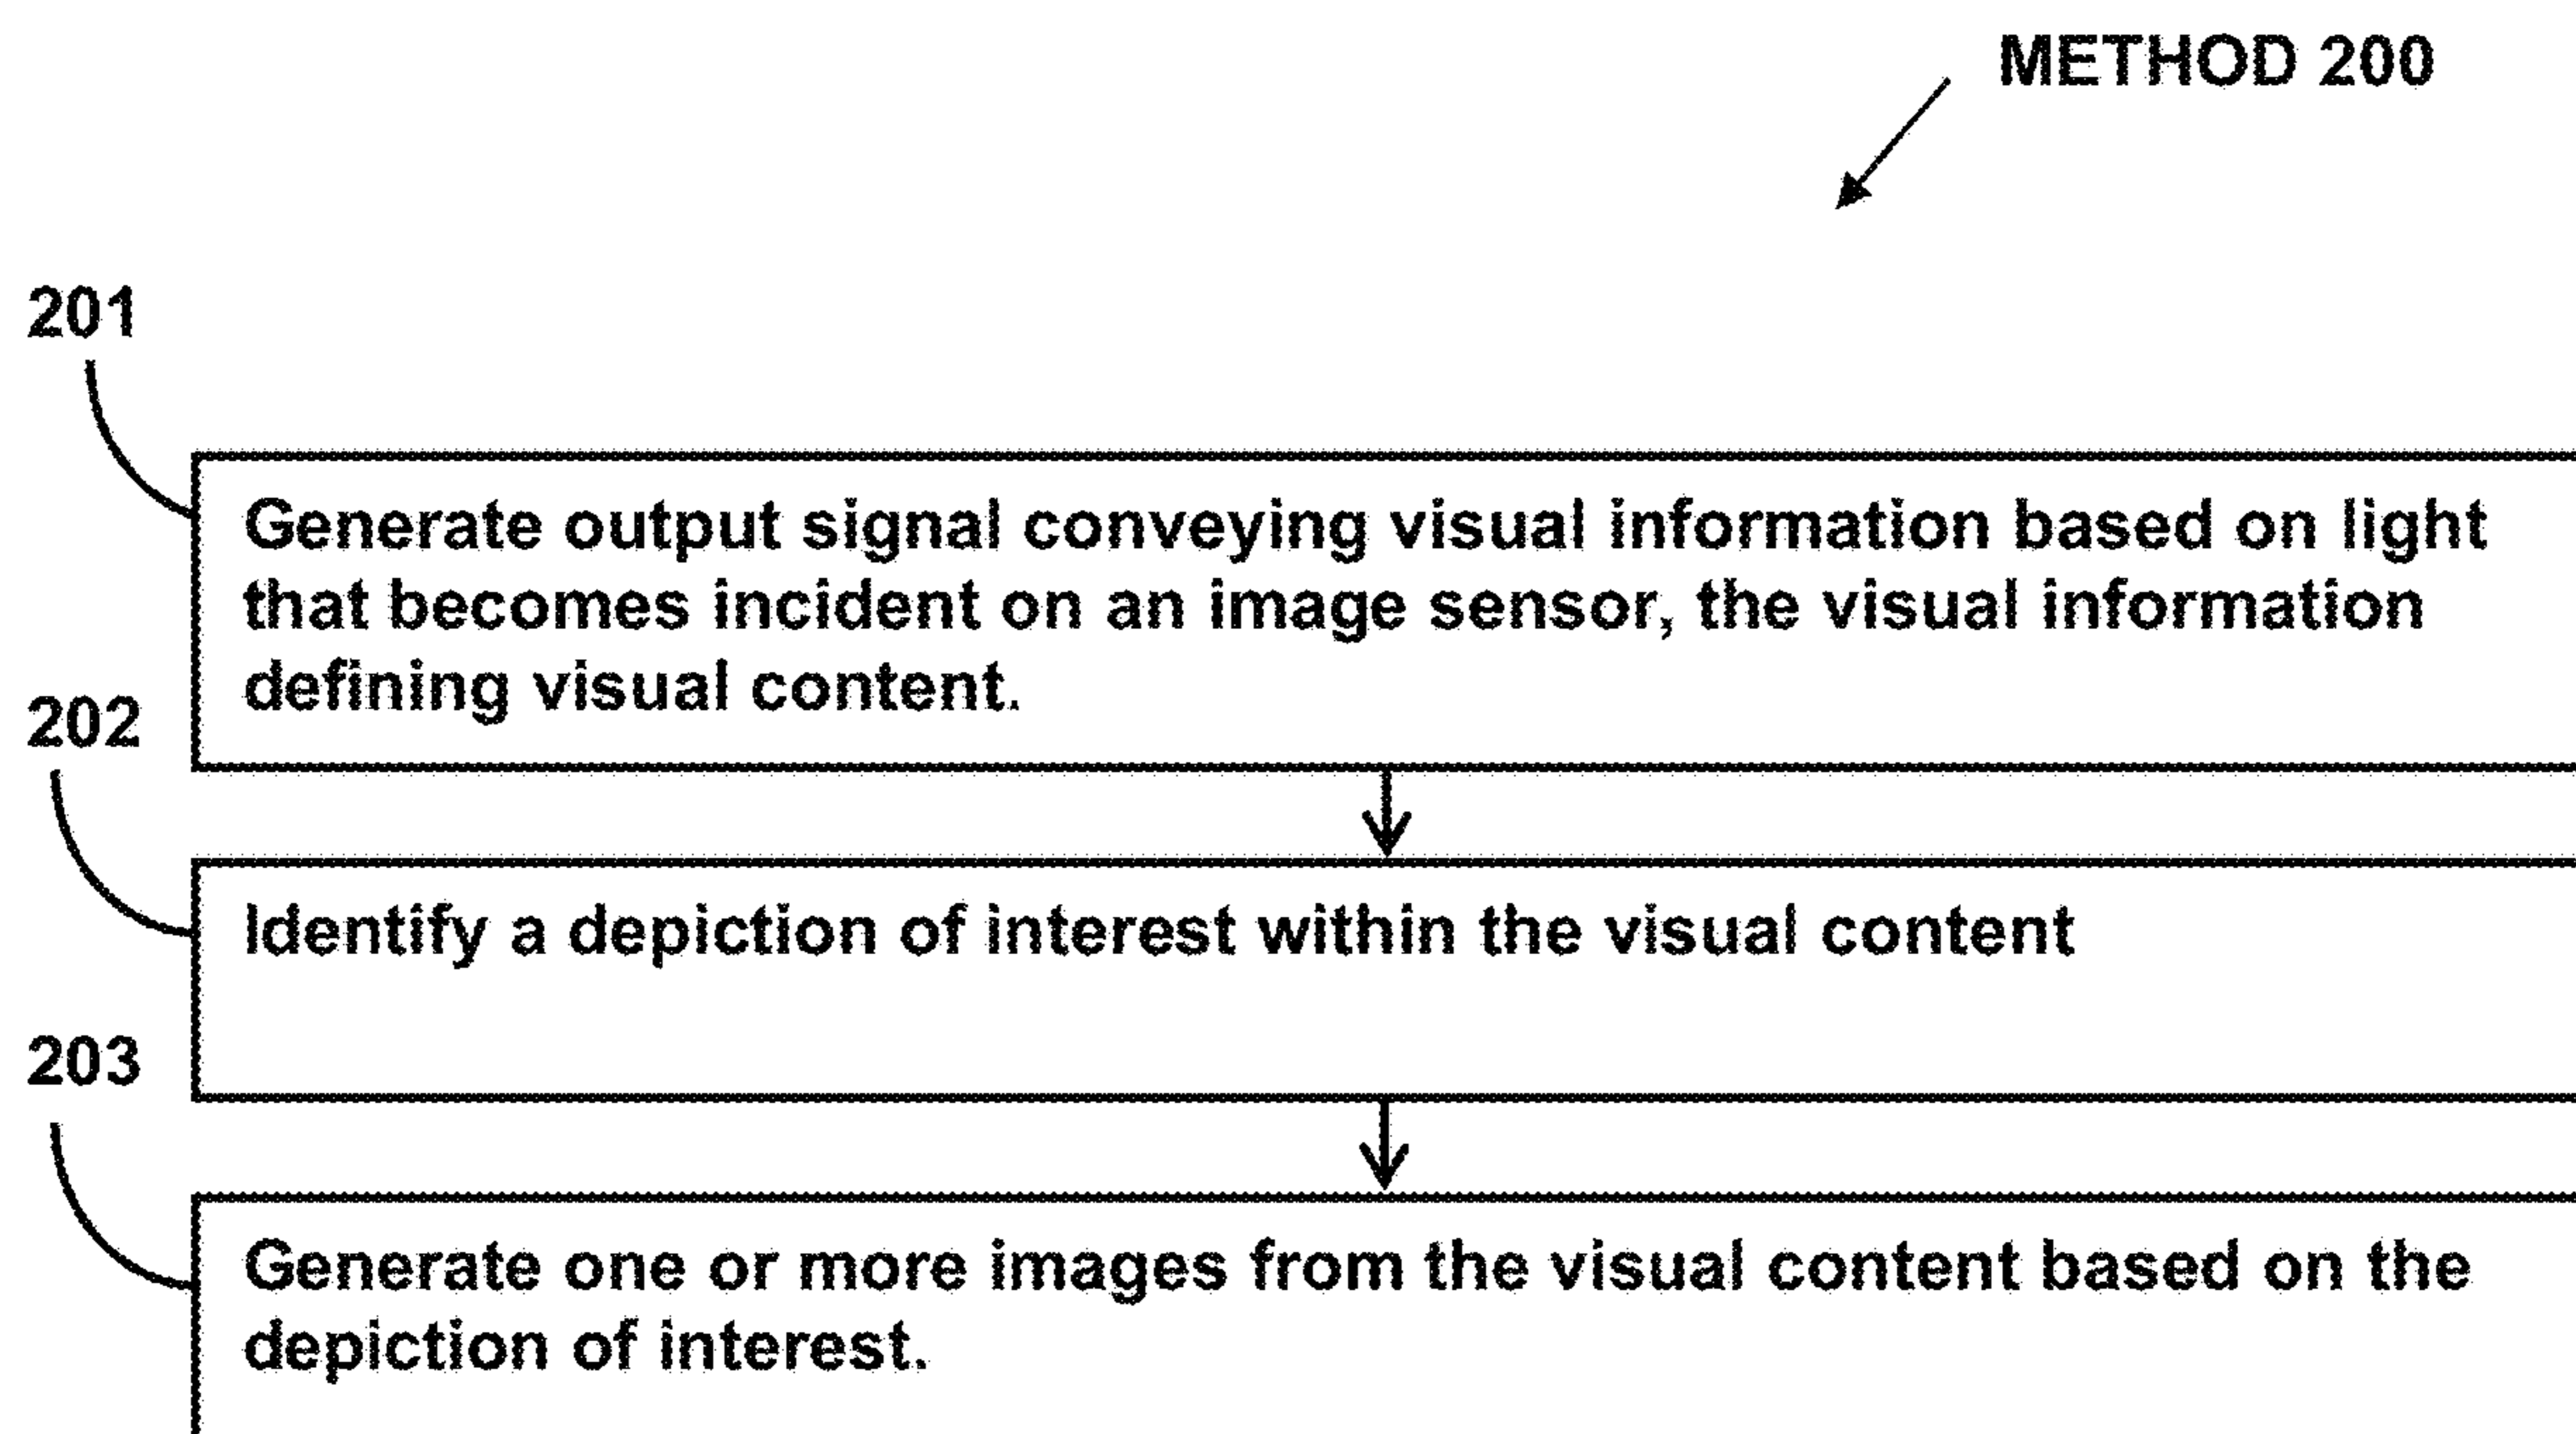 METHOD 200
201
Generate output signal conveying visual information based on light
that becomes incident on an image sensor, the visual information
defining visual content.
202
Identify a depiction of interest within the visual content
203
Generate one or more images from the visual content based on the
depiction of interest.